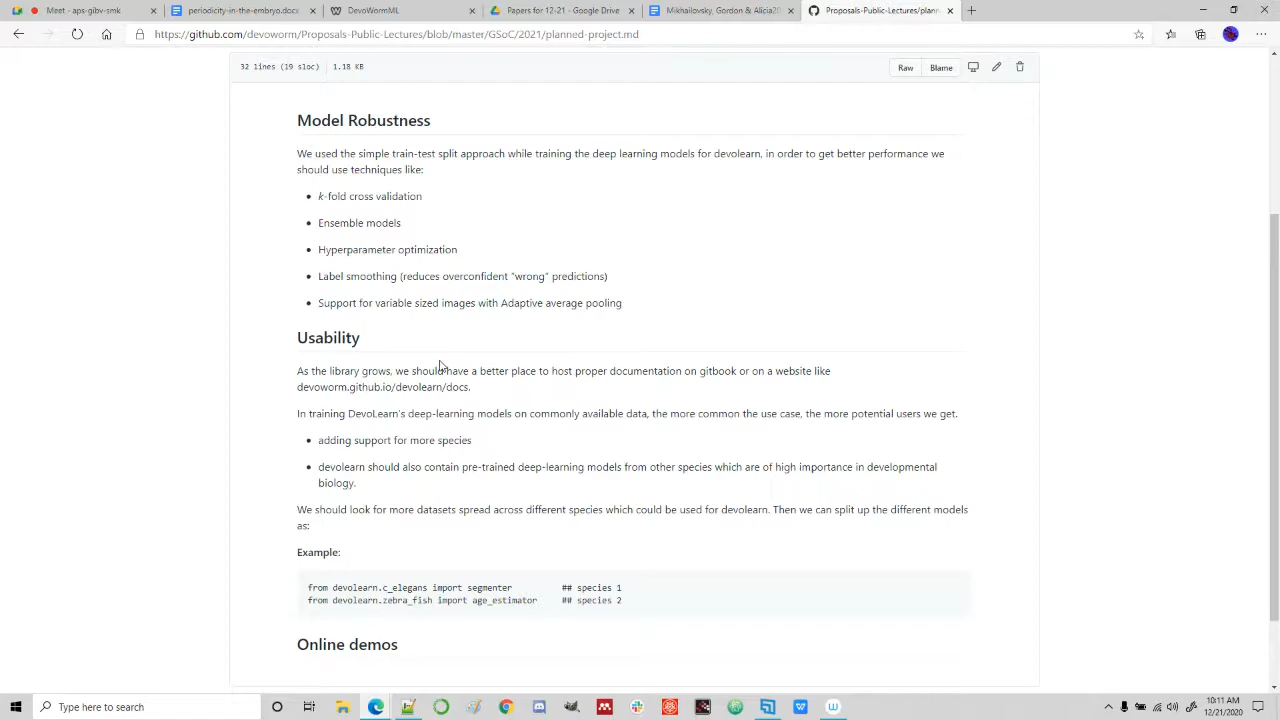 Meet - aps-gibv-smk
periodicity-in-the-embryo.docx
DevoWormML
Papers for 12-21 - Google Drive
Mikhailovsky, Gordon & Alicia20
Proposals-Public-Lectures/plann
https://github.com/devoworm/Proposals-Public-Lectures/blob/master/GSoC/2021/planned-project.md
32 lines (19 sloc) 1.18 KB
Raw Blame
Model Robustness
We used the simple train-test split approach while training the deep learning models for devolearn, in order to get better performance we
should use techniques like:
k-fold cross validation
Ensemble models
Hyperparameter optimization
Label smoothing (reduces overconfident "wrong" predictions)
Support for variable sized images with Adaptive average pooling
Usability
As the library grows, we should have a better place to host proper documentation on gitbook or on a website like
devoworm.github.io/devolearn/docs.
In training DevoLearn's deep-learning models on commonly available data, the more common the use case, the more potential users we get.
adding support for more species
devolearn should also contain pre-trained deep-learning models from other species which are of high importance in developmental
biology.
We should look for more datasets spread across different species which could be used for devolearn. Then we can split up the different models
as:
Example:
from devolearn.c_elegans import segmenter ## species 1
from devolearn.zebra_fish import age_estimator ## species 2
Online demos
Type here to search
10:11 AM
12/21/2020